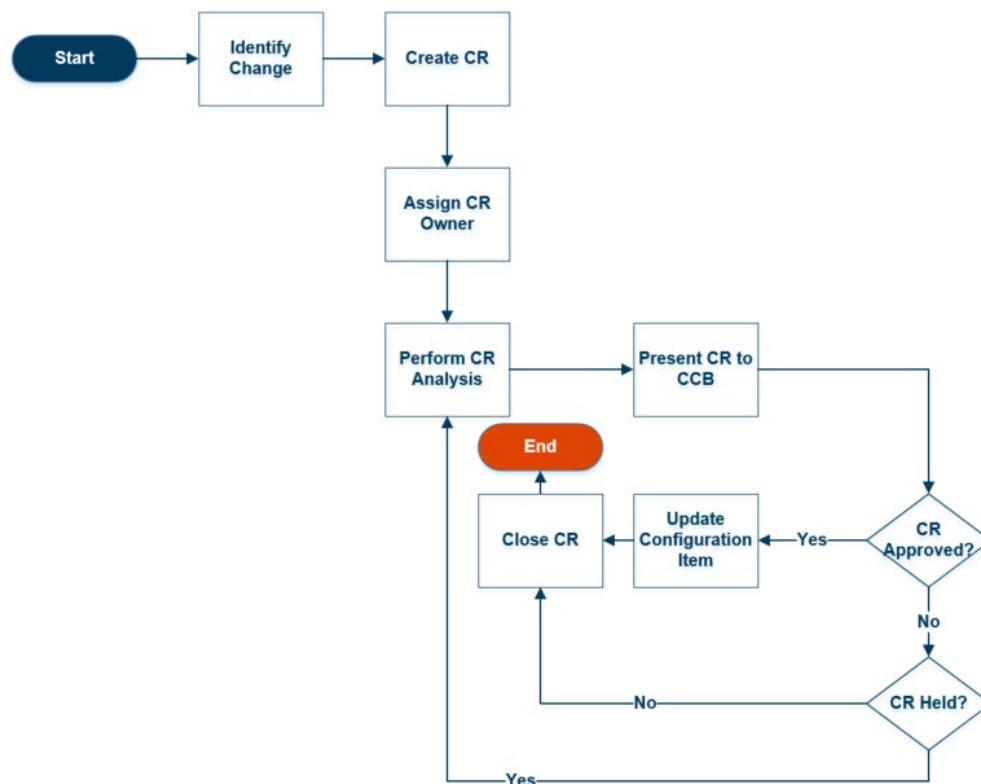 Start
Identify
Change
Create CR
Assign CR
Owner
Perform CR
Analysis
Present CR to
CCB
End
Close CR
Update
Configuration
Item
Yes
CR
Approved?
No
CR Held?
No
Yes